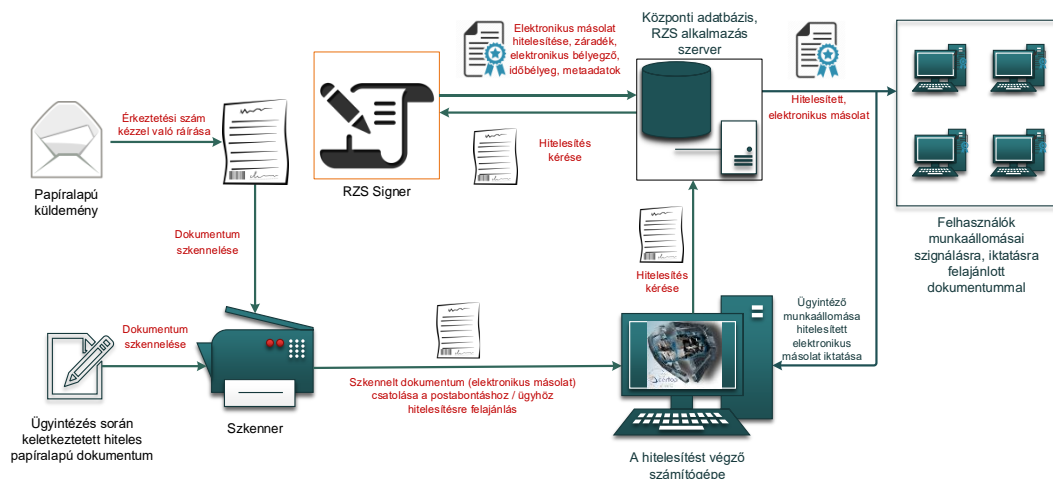 Elektronikus másolat
hitelesítése, záradék,
elektronikus bélyegző,
időbélyeg, metaadatok
Központi adatbázis,
RZS alkalmazás
szerver
Érkeztetési szám
kézzel való ráírása
Hitelesített,
elektronikus másolat
Hitelesítés
kérése
Papíralapú
küldemény
RZS Signer
Felhasználók
munkaállomásai
szignálásra, iktatásra
felajánlott
dokumentummal
Dokumentum
szkennelése
Hitelesítés
kérése
Ügyintéző
munkaállomása
hitelesített
elektronikus
másolat iktatása
Dokumentum
szkennelése
Szkennelt dokumentum (elektronikus másolat)
csatolása a postabontáshoz / ügyhöz
hitelesítésre felajánlás
certop
Ügyintézés során
keletkeztetett hiteles
papíralapú dokumentum
Szkenner
A hitelesítést végző
számítógépe